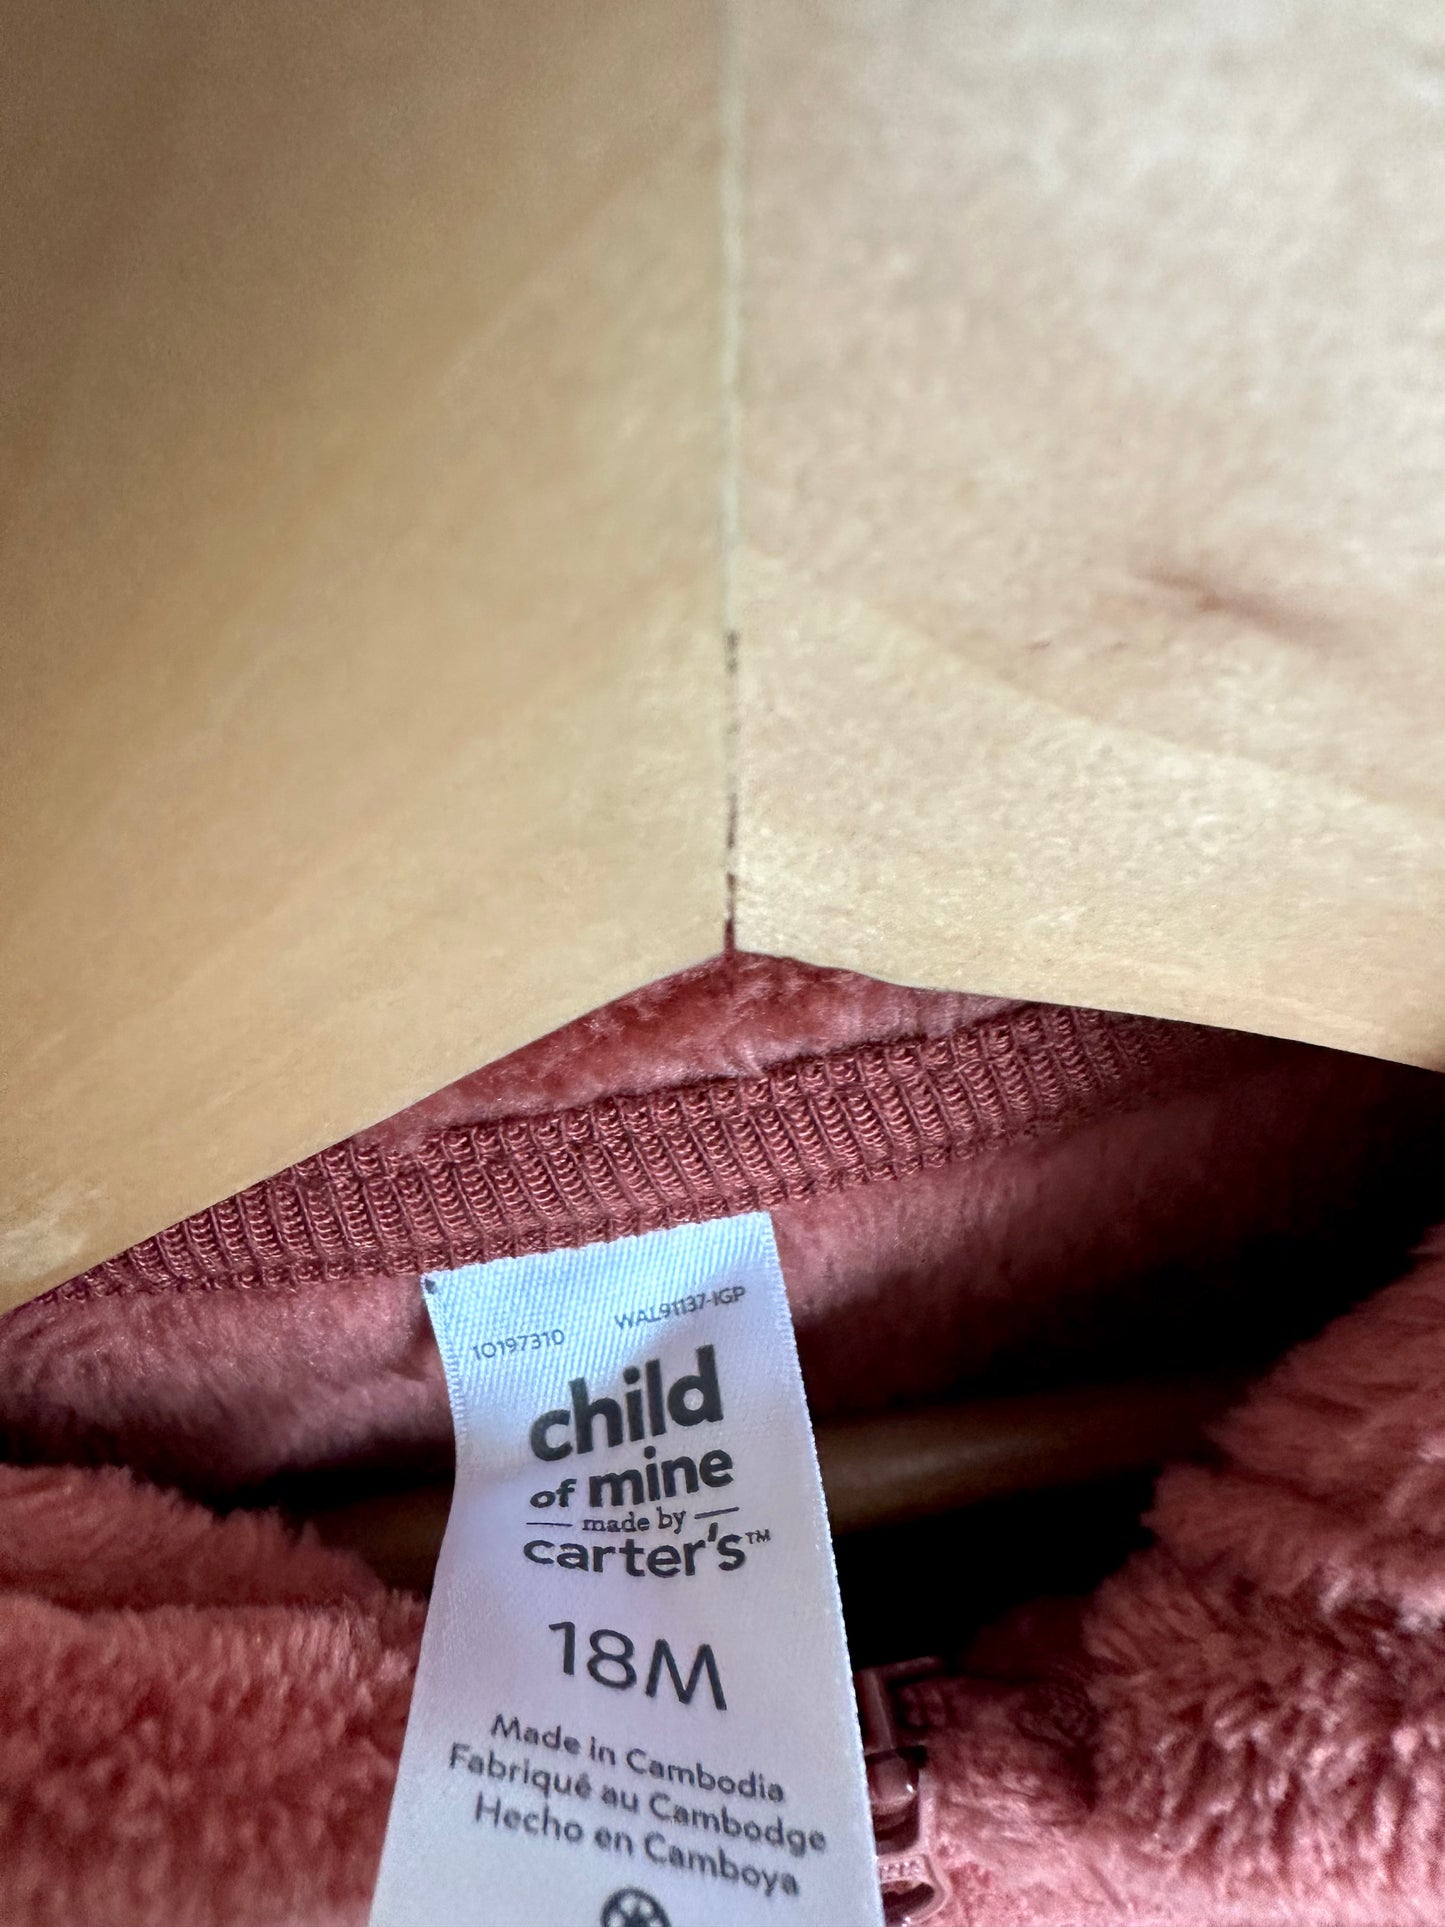 10197310 WAL91137-IGP
child
of mine
made by
carter's™
18M
Made in Cambodia
Fabriqué au Cambodge
Hecho en Camboya